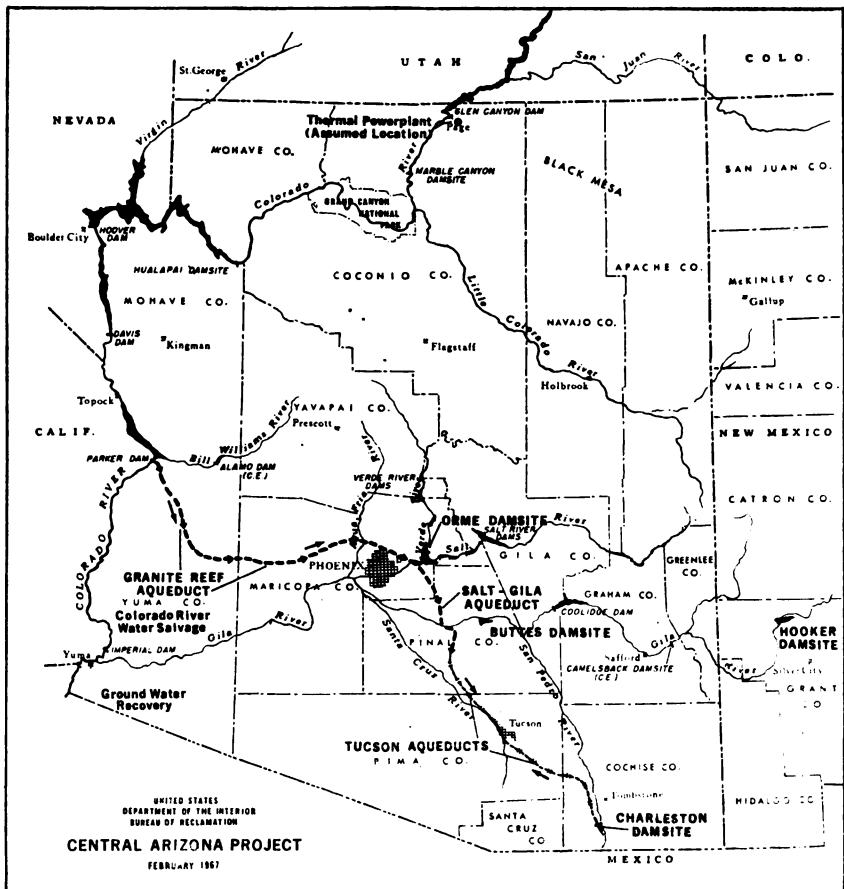 UTAH
COLO.
San Juan River
St. George
Virgin River
NEVADA
GLEN CANYON DAM
Thermal Powerplant
(Assumed Location)
Page
MOHAVE CO.
River
MARBLE CANYON
DAMSITE
BLACK MESA
SAN JUAN CO.
Colorado
GRAND CANYON
NATIONAL
PARK
Boulder City
HOOVER
DAM
HUALAPAI DAMSITE
COCONIO CO.
APACHE CO.
McKINLEY CO.
Gallup
MOHAVE CO.
Little Colorado River
NAVAJO CO.
DAVIS
DAM
Kingman
Flagstaff
Holbrook
VALENCIA CO.
Topock
YAVAPAI CO.
Prescott
CALIF.
Bill Williams River
NEW MEXICO
PARKER DAM
ALAMO DAM
(C.E.)
River
VERDE RIVER
DAMS
CATRON CO.
COLORADO RIVER
Agua Fria
Verde
ORME DAMSITE
SALT RIVER
DAMS
Salt River
GILA CO.
GREENLEE
CO.
PHOENIX
GRANITE REEF
AQUEDUCT
MARICOPA CO.
YUMA CO.
SALT-GILA
AQUEDUCT
GRAHAM CO.
COOLIDGE DAM
Colorado River
Water Salvage
Gila River
BUTTES DAMSITE
HOOKER
DAMSITE
PINAL CO.
Santa Cruz River
San Pedro River
Safford
Gila River
CAMELSBACK DAMSITE
(C.E.)
Silver City
GRANT
CO
Yuma
IMPERIAL DAM
Ground Water
Recovery
Tucson
TUCSON AQUEDUCTS
PIMA CO.
COCHISE CO.
Tombstone
HIDALGO CO.
SANTA
CRUZ
CO
CHARLESTON
DAMSITE
MEXICO
UNITED STATES
DEPARTMENT OF THE INTERIOR
BUREAU OF RECLAMATION
CENTRAL ARIZONA PROJECT
FEBRUARY 1967